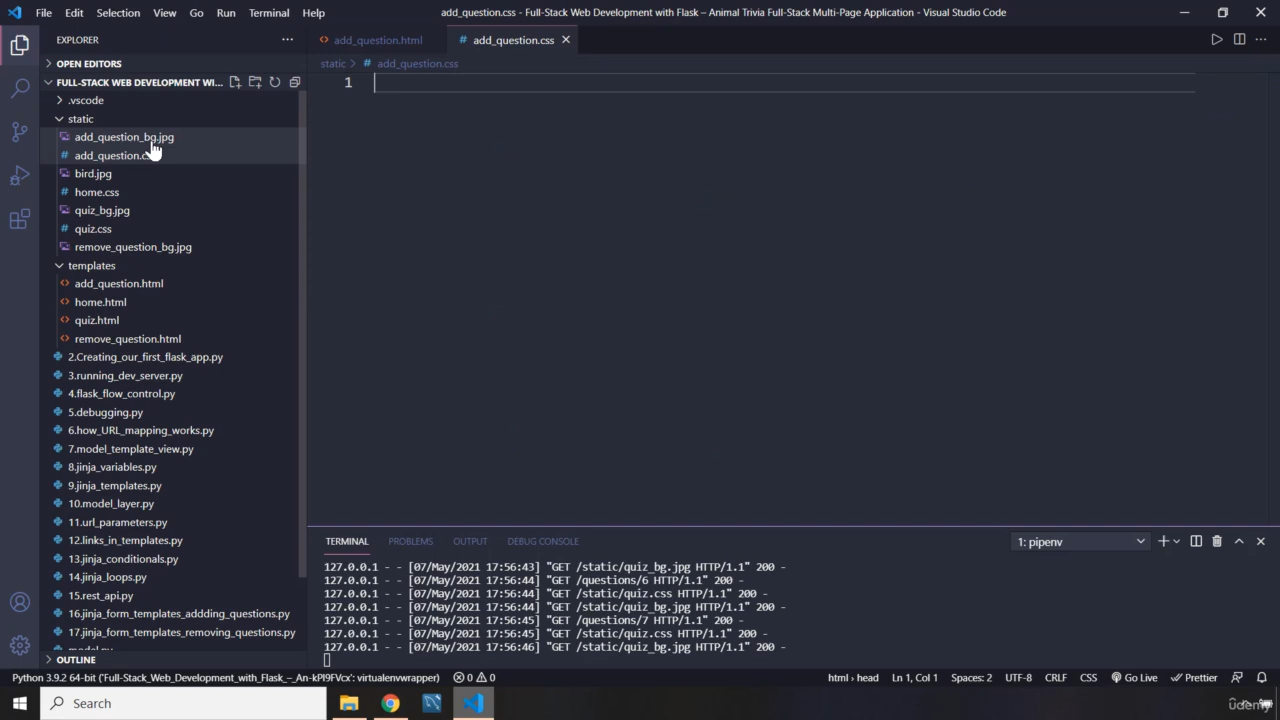 File Edit Selection View Go Run Terminal Help
add_question.css - Full-Stack Web Development with Flask – Animal Trivia Full-Stack Multi-Page Application - Visual Studio Code
EXPLORER
add_question.html
add_question.css
OPEN EDITORS
static
add_question.css
FULL-STACK WEB DEVELOPMENT WI...
1
.vscode
static
add_question_bg.jpg
add_question.
bird.jpg
home.css
quiz_bg.jpg
quiz.css
remove_question_bg.jpg
templates
add_question.html
home.html
quiz.html
remove_question.html
2.Creating_our_first_flask_app.py
3.running_dev_server.py
4.flask_flow_control.py
5.debugging.py
6.how_URL_mapping_works.py
7.model_template_view.py
8.jinja_variables.py
9.jinja_templates.py
10.model_layer.py
11.url_parameters.py
12.links_in_templates.py
13.jinja_conditionals.py
14.jinja_loops.py
15.rest_api.py
16.jinja_form_templates_addding_questions.py
17.jinja_form_templates_removing_questions.py
model.py
OUTLINE
TERMINAL PROBLEMS OUTPUT DEBUG CONSOLE
1: pipenv
127.0.0.1 - - [07/May/2021 17:56:43] "GET /static/quiz_bg.jpg HTTP/1.1" 200 -
127.0.0.1 - - [07/May/2021 17:56:44] "GET /questions/6 HTTP/1.1" 200 -
127.0.0.1 - - [07/May/2021 17:56:44] "GET /static/quiz.css HTTP/1.1" 200 -
127.0.0.1 - - [07/May/2021 17:56:44] "GET /static/quiz_bg.jpg HTTP/1.1" 200 -
127.0.0.1 - - [07/May/2021 17:56:45] "GET /questions/7 HTTP/1.1" 200 -
127.0.0.1 - - [07/May/2021 17:56:45] "GET /static/quiz.css HTTP/1.1" 200 -
127.0.0.1 - - [07/May/2021 17:56:46] "GET /static/quiz_bg.jpg HTTP/1.1" 200 -
Python 3.9.2 64-bit ('Full-Stack_Web_Development_with_Flask_–_An-kPI9FVcx': virtualenvwrapper) 0 0
html > head Ln 1, Col 1 Spaces: 2 UTF-8 CRLF CSS Go Live Prettier
Search
Udemy